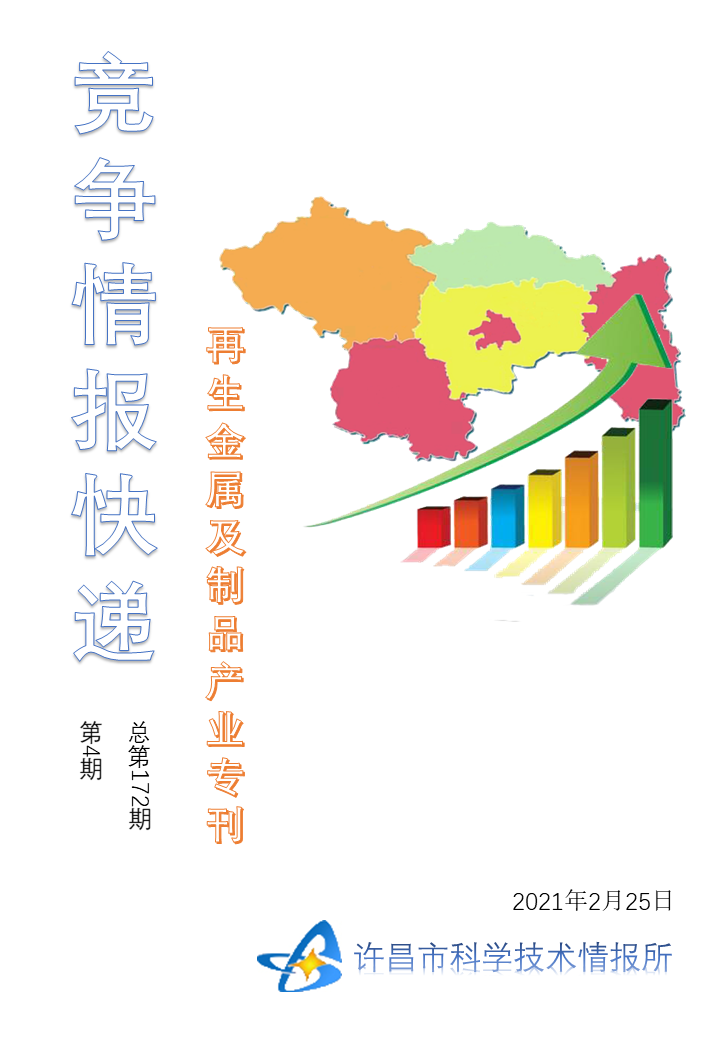 竞争情报快递
再生金属及制品产业专刊
总第172期
第4期
2021年2月25日
许昌市科学技术情报所